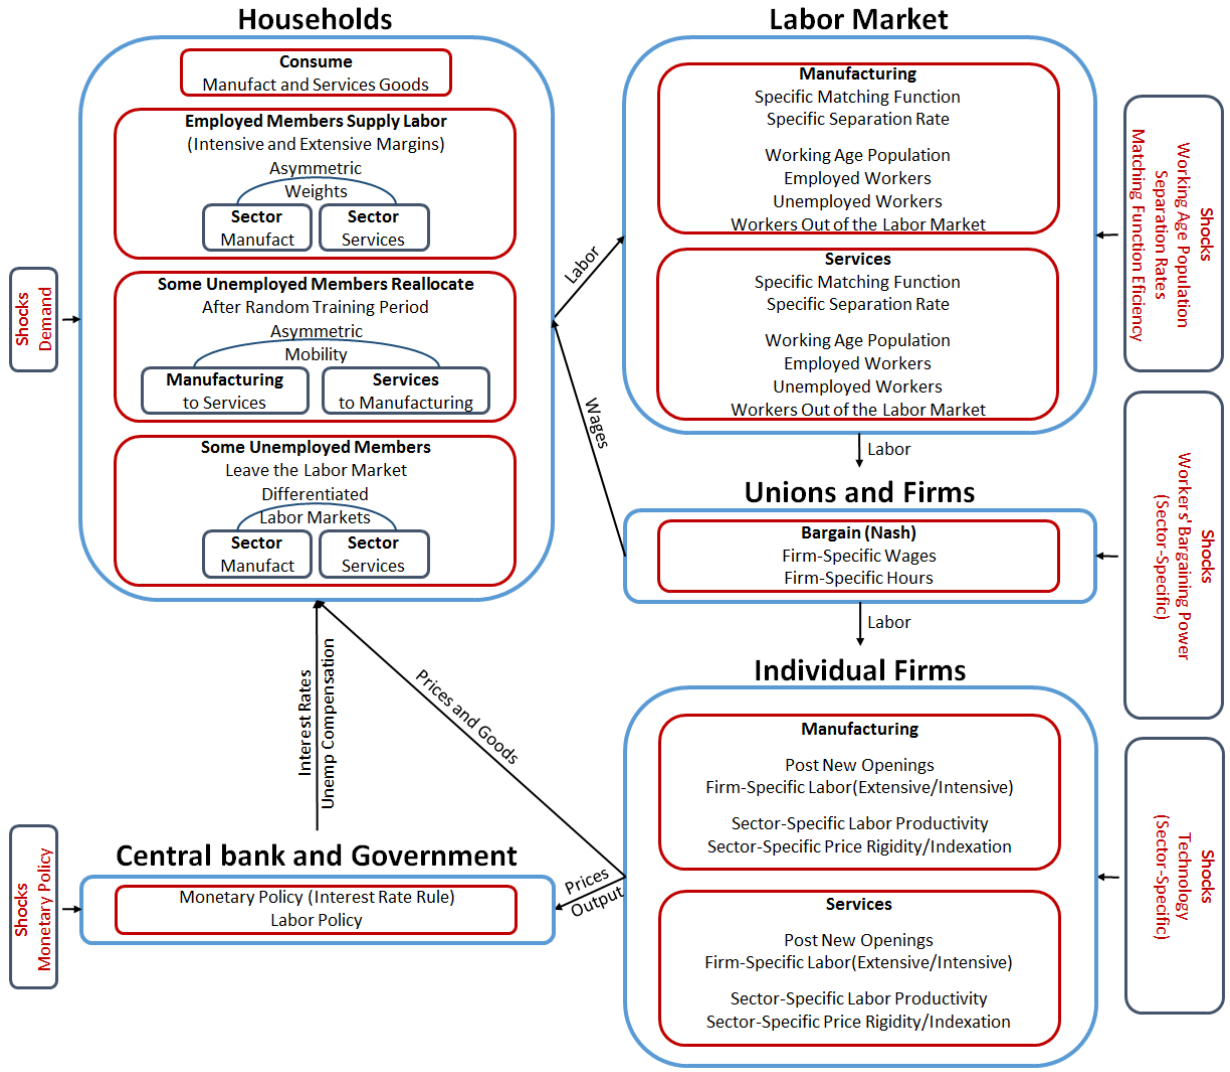 Households
Consume
Manufact and Services Goods
Employed Members Supply Labor
(Intensive and Extensive Margins)
Asymmetric
Weights
Sector
Manufact
Sector
Services
Some Unemployed Members Reallocate
After Random Training Period
Asymmetric
Mobility
Manufacturing
to Services
Services
to Manufacturing
Some Unemployed Members
Leave the Labor Market
Differentiated
Labor Markets
Sector
Manufact
Sector
Services
Shocks
Demand
Labor
Wages
Labor Market
Manufacturing
Specific Matching Function
Specific Separation Rate
Working Age Population
Employed Workers
Unemployed Workers
Workers Out of the Labor Market
Services
Specific Matching Function
Specific Separation Rate
Working Age Population
Employed Workers
Unemployed Workers
Workers Out of the Labor Market
Shocks
Working Age Population
Separation Rates
Matching Function Eficiency
Labor
Unions and Firms
Bargain (Nash)
Firm-Specific Wages
Firm-Specific Hours
Shocks
Workers' Bargaining Power
(Sector-Specific)
Labor
Individual Firms
Manufacturing
Post New Openings
Firm-Specific Labor(Extensive/Intensive)
Sector-Specific Labor Productivity
Sector-Specific Price Rigidity/Indexation
Services
Post New Openings
Firm-Specific Labor(Extensive/Intensive)
Sector-Specific Labor Productivity
Sector-Specific Price Rigidity/Indexation
Shocks
Technology
(Sector-Specific)
Interest Rates
Unemp Compensation
Prices and Goods
Prices
Output
Central bank and Government
Monetary Policy (Interest Rate Rule)
Labor Policy
Shocks
Monetary Policy